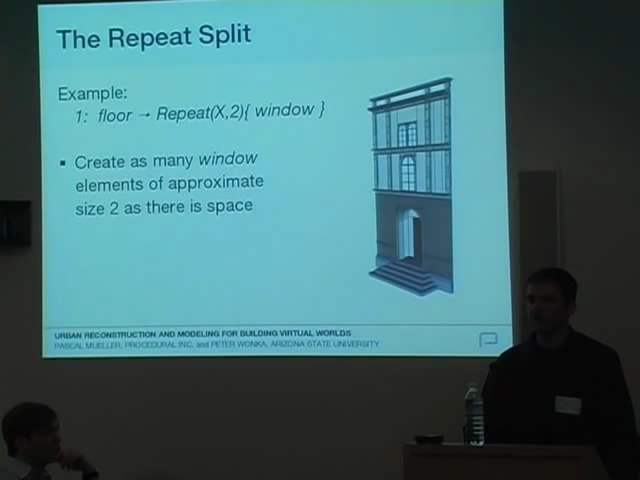 The Repeat Split
Example:
1: floor → Repeat(X,2){ window }
▪ Create as many window
elements of approximate
size 2 as there is space
URBAN RECONSTRUCTION AND MODELING FOR BUILDING VIRTUAL WORLDS
PASCAL MUELLER, PROCEDURAL INC. and PETER WONKA, ARIZONA STATE UNIVERSITY